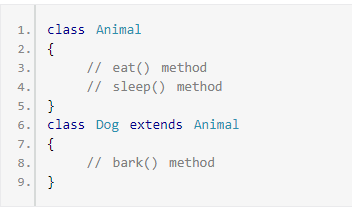 1. class Animal
2. {
3. // eat() method
4. // sleep() method
5. }
6. class Dog extends Animal
7. {
8. // bark() method
9. }